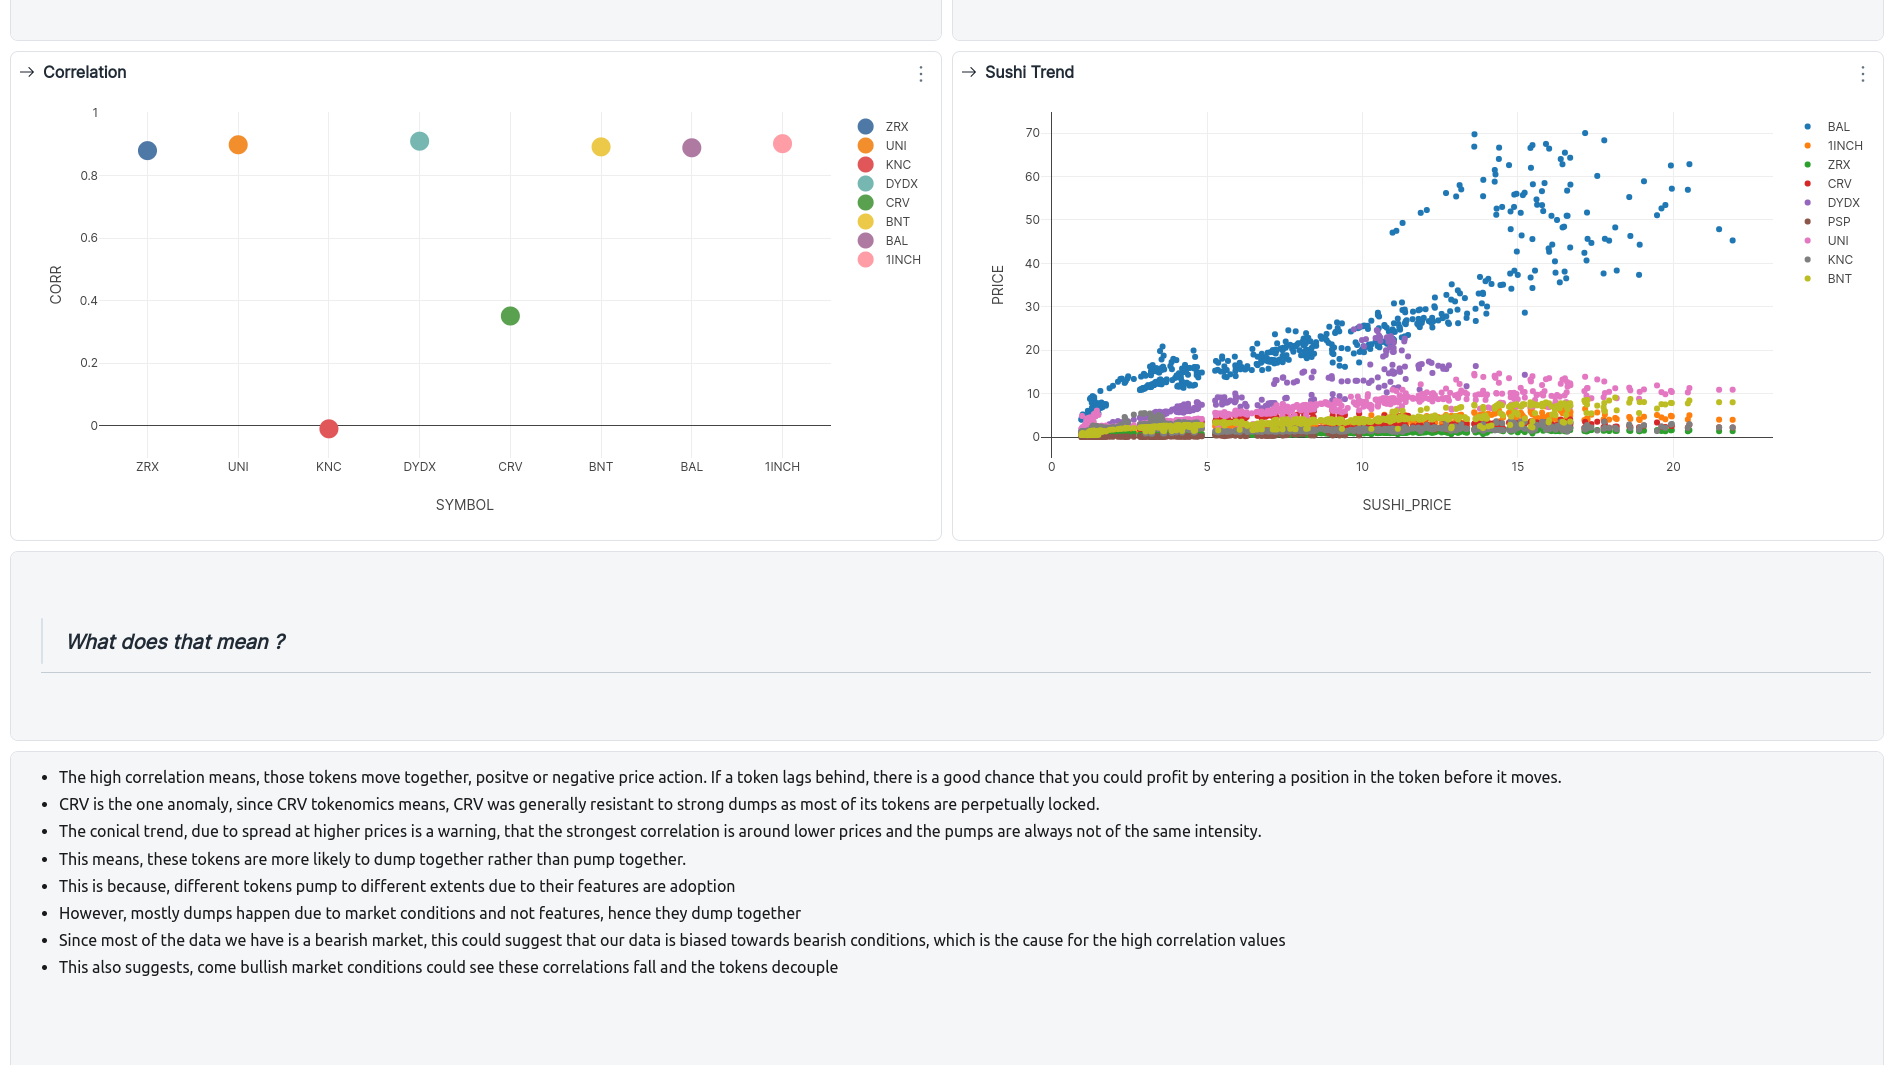 → Correlation
1
0.8
0.6
0.4
0.2
0
CORR
ZRX UNI KNC DYDX CRV BNT BAL 1INCH
SYMBOL
ZRX
UNI
KNC
DYDX
CRV
BNT
BAL
1INCH
→ Sushi Trend
70
60
50
40
30
20
10
0
PRICE
0 5 10 15 20
SUSHI_PRICE
BAL
1INCH
ZRX
CRV
DYDX
PSP
UNI
KNC
BNT
What does that mean ?
• The high correlation means, those tokens move together, positve or negative price action. If a token lags behind, there is a good chance that you could profit by entering a position in the token before it moves.
• CRV is the one anomaly, since CRV tokenomics means, CRV was generally resistant to strong dumps as most of its tokens are perpetually locked.
• The conical trend, due to spread at higher prices is a warning, that the strongest correlation is around lower prices and the pumps are always not of the same intensity.
• This means, these tokens are more likely to dump together rather than pump together.
• This is because, different tokens pump to different extents due to their features are adoption
• However, mostly dumps happen due to market conditions and not features, hence they dump together
• Since most of the data we have is a bearish market, this could suggest that our data is biased towards bearish conditions, which is the cause for the high correlation values
• This also suggests, come bullish market conditions could see these correlations fall and the tokens decouple